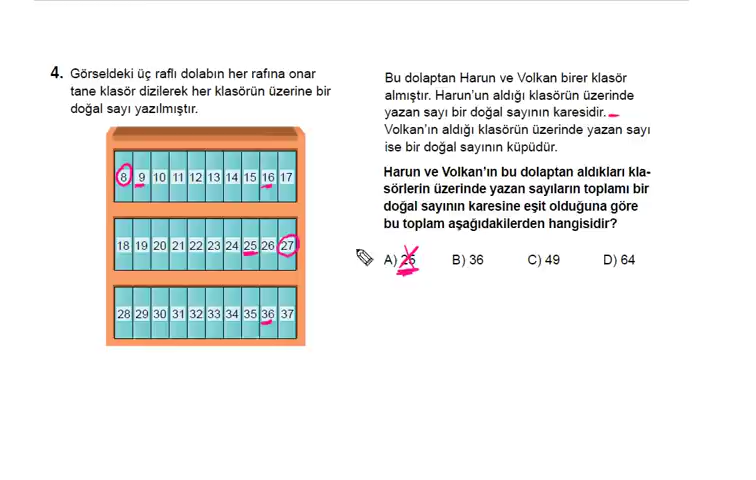 4. Görseldeki üç raflı dolabın her rafına onar
tane klasör dizilerek her klasörün üzerine bir
doğal sayı yazılmıştır.
8 9 10 11 12 13 14 15 16 17
18 19 20 21 22 23 24 25 26 27
28 29 30 31 32 33 34 35 36 37
Bu dolaptan Harun ve Volkan birer klasör
almıştır. Harun'un aldığı klasörün üzerinde
yazan sayı bir doğal sayının karesidir.
Volkan'ın aldığı klasörün üzerinde yazan sayı
ise bir doğal sayının küpüdür.
Harun ve Volkan'ın bu dolaptan aldıkları kla-
sörlerin üzerinde yazan sayıların toplamı bir
doğal sayının karesine eşit olduğuna göre
bu toplam aşağıdakilerden hangisidir?
A) 25 B) 36 C) 49 D) 64